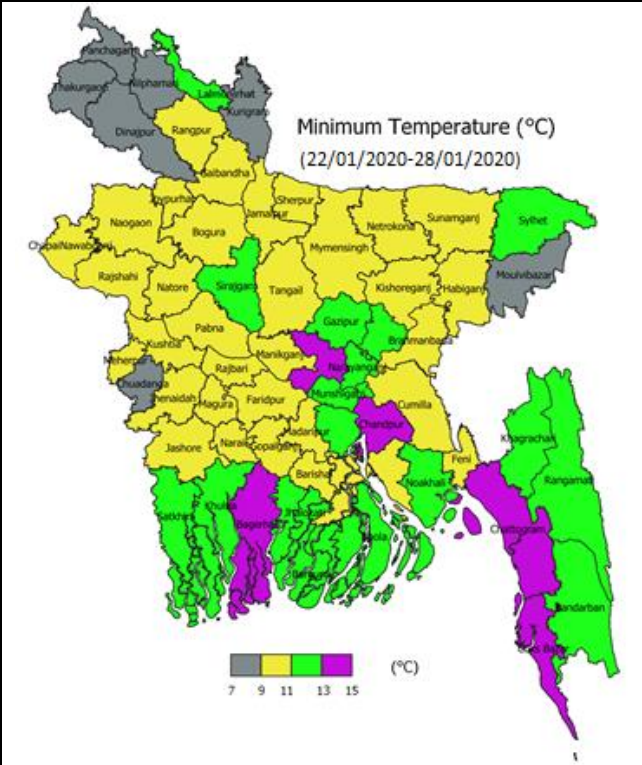 Panchagarh
Thakurgaon
Nilphamari
Lalmonirhat
Kurigram
Dinajpur
Rangpur
Minimum Temperature (°C)
(22/01/2020-28/01/2020)
Gaibandha
Joypurhat
Sherpur
Jamalpur
Naogaon
Bogura
Mymensingh
Netrokona
Sunamganj
Sylhet
ChapaiNawabganj
Rajshahi
Natore
Sirajganj
Tangail
Kishoreganj
Habiganj
Moulvibazar
Pabna
Gazipur
Kushtia
Meherpur
Manikganj
Brahmanbaria
Narayanganj
Rajbari
Chuadanga
Jhenaidah
Magura
Faridpur
Munshiganj
Cumilla
Chandpur
Madaripur
Jashore
Narail
Gopalganj
Feni
Khagrachari
Barishal
Noakhali
Rangamati
Satkhira
Khulna
Bagerhat
Jhalokati
Bhola
Chattogram
Barguna
Bandarban
Cox's Bazar
(°C)
7 9 11 13 15